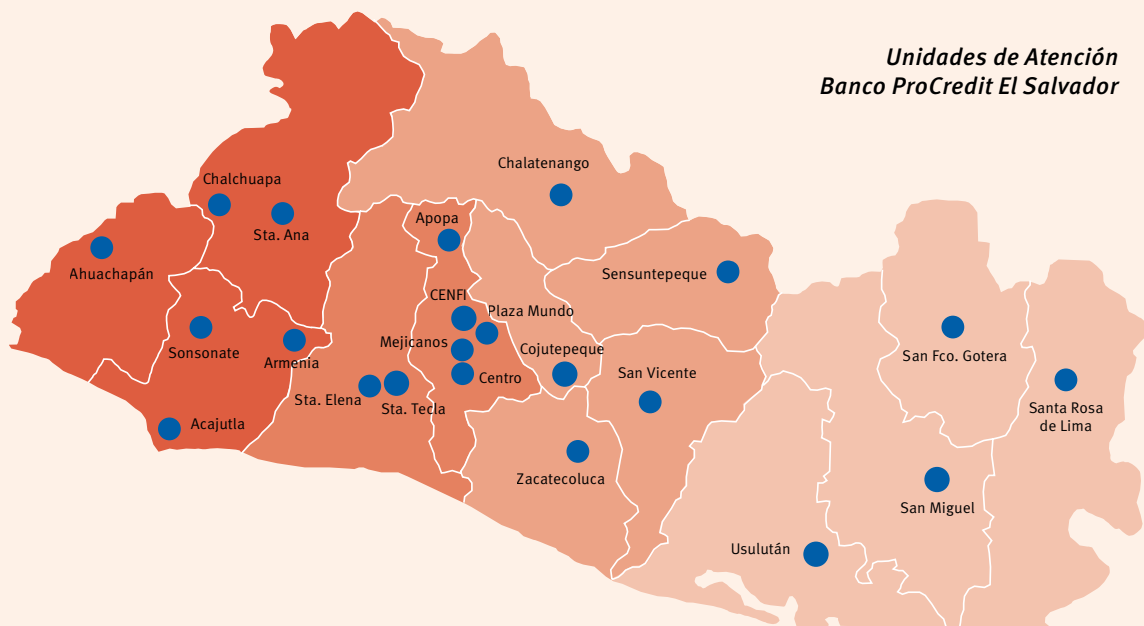 Unidades de Atención
Banco ProCredit El Salvador
Chalatenango
Chalchuapa
Apopa
Sta. Ana
Ahuachapán
Sensuntepeque
CENFI
Plaza Mundo
Mejicanos
Cojutepeque
Sonsonate
San Fco. Gotera
Armenia
San Vicente
Centro
Sta. Elena
Sta. Tecla
Santa Rosa
de Lima
Acajutla
Zacatecoluca
San Miguel
Usulután